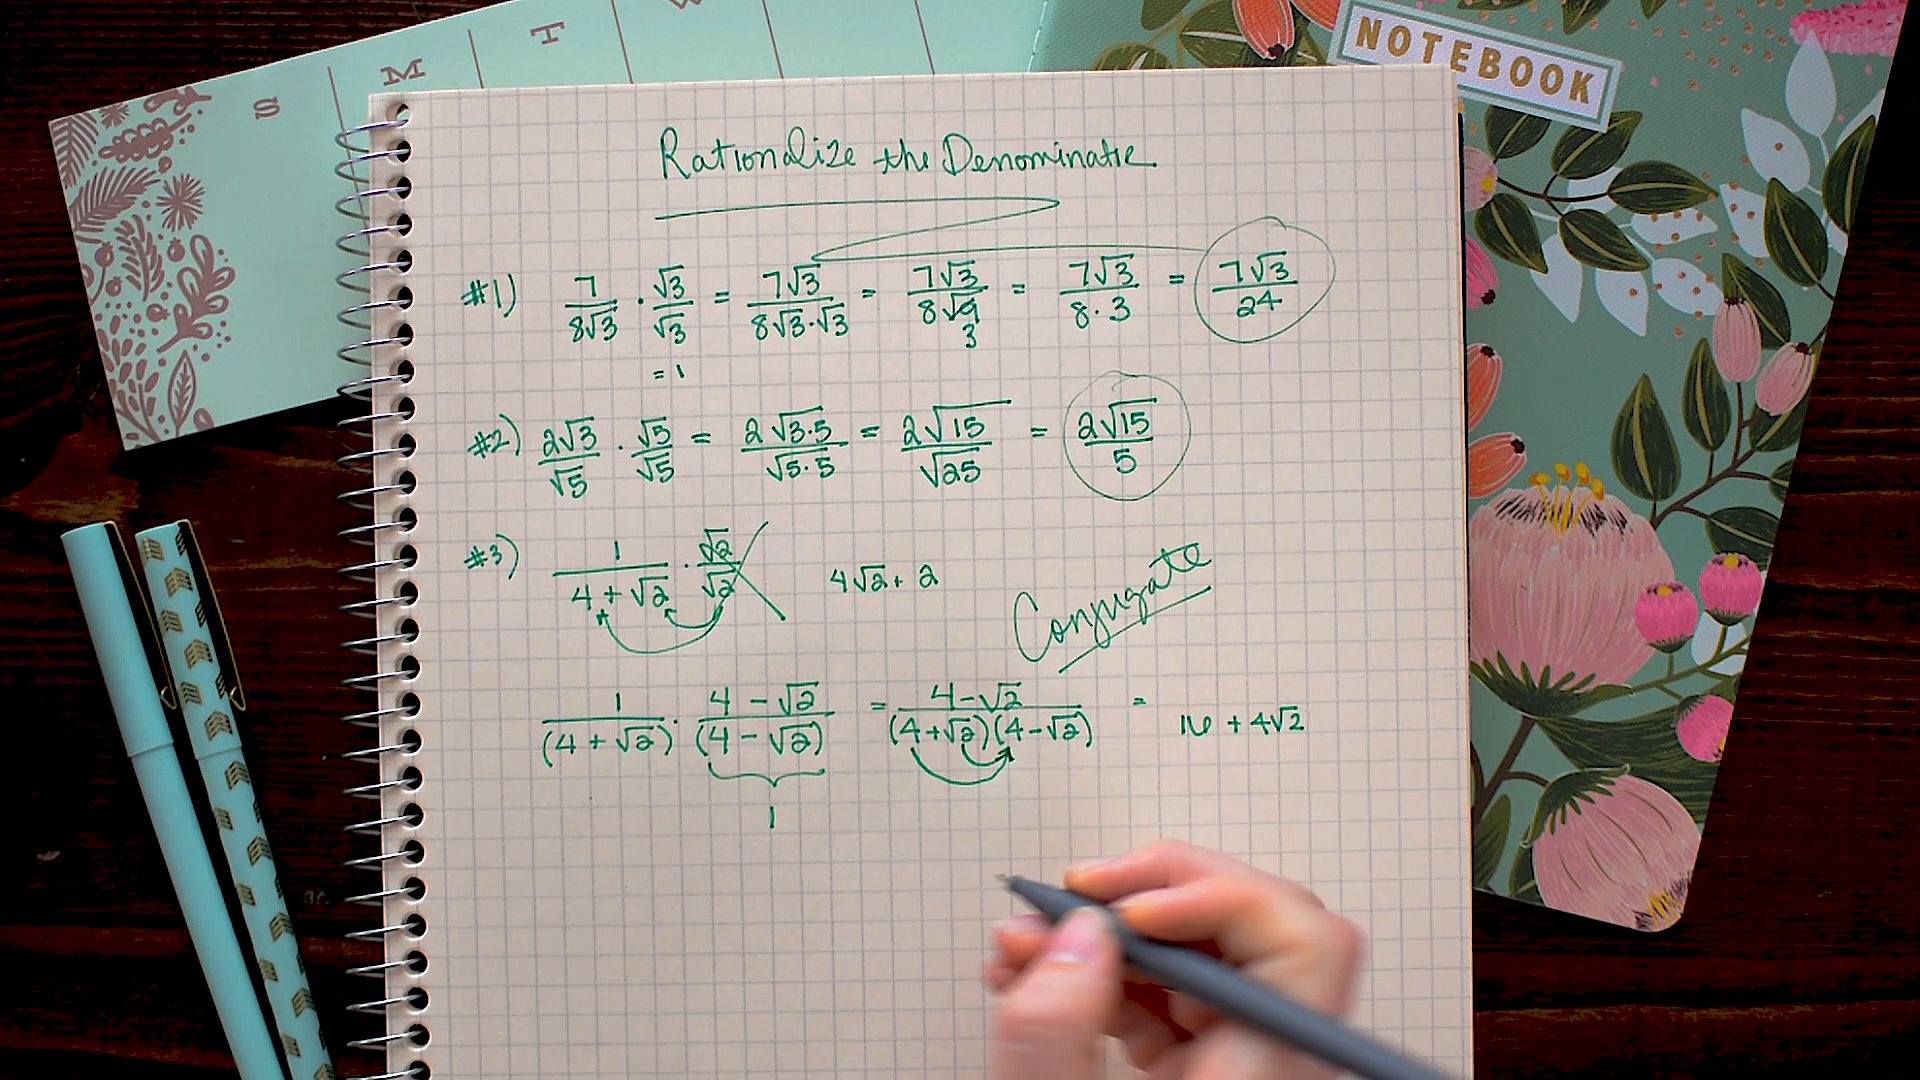 S M T W
NOTEBOOK
Rationalize the Denominator
#1) 7/8√3 · √3/√3 = 7√3/8√3·√3 = 7√3/8√9 = 7√3/8·3 = 7√3/24
3
= 1
#2) 2√3/√5 · √5/√5 = 2√3·5/√5·5 = 2√15/√25 = 2√15/5
#3) 1/4+√2 · √2/√2 4√2 + 2
Conjugate
1/(4+√2) · 4-√2/(4-√2) = 4-√2/(4+√2)(4-√2) = 16 + 4√2
1